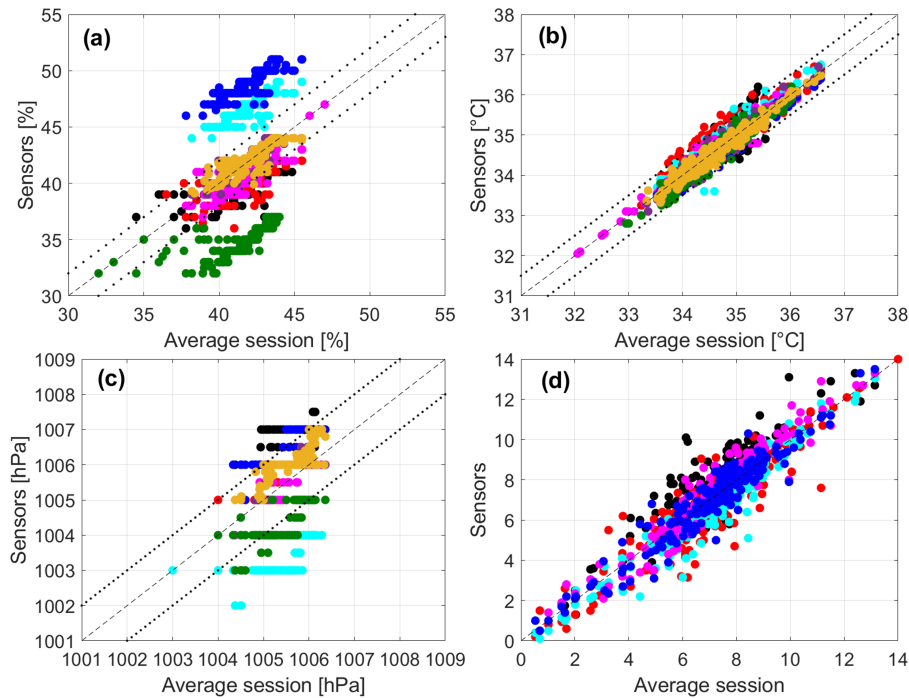 (a)
55
50
45
40
35
30
Sensors [%]
30 35 40 45 50 55
Average session [%]
(b)
38
37
36
35
34
33
32
31
Sensors [°C]
31 32 33 34 35 36 37 38
Average session [°C]
(c)
1009
1008
1007
1006
1005
1004
1003
1002
1001
Sensors [hPa]
1001 1002 1003 1004 1005 1006 1007 1008 1009
Average session [hPa]
(d)
14
12
10
8
6
4
2
0
Sensors
0 2 4 6 8 10 12 14
Average session